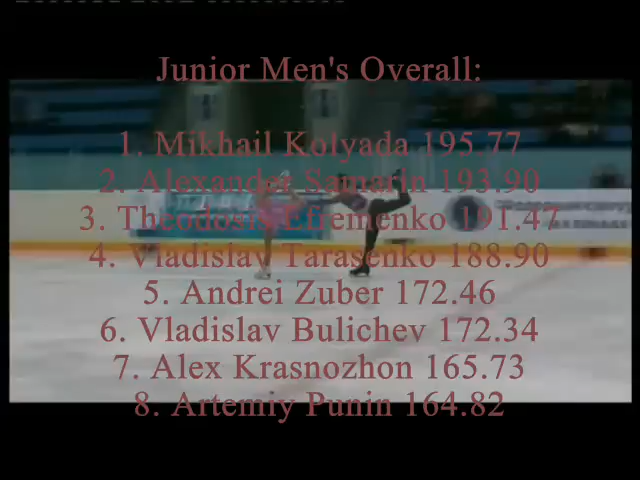 Junior Men's Overall:
1. Mikhail Kolyada 195.77
2. Alexander Samarin 193.90
3. Theodosiy Efremenko 191.47
4. Vladislav Tarasenko 188.90
5. Andrei Zuber 172.46
6. Vladislav Bulichev 172.34
7. Alex Krasnozhon 165.73
8. Artemiy Punin 164.82